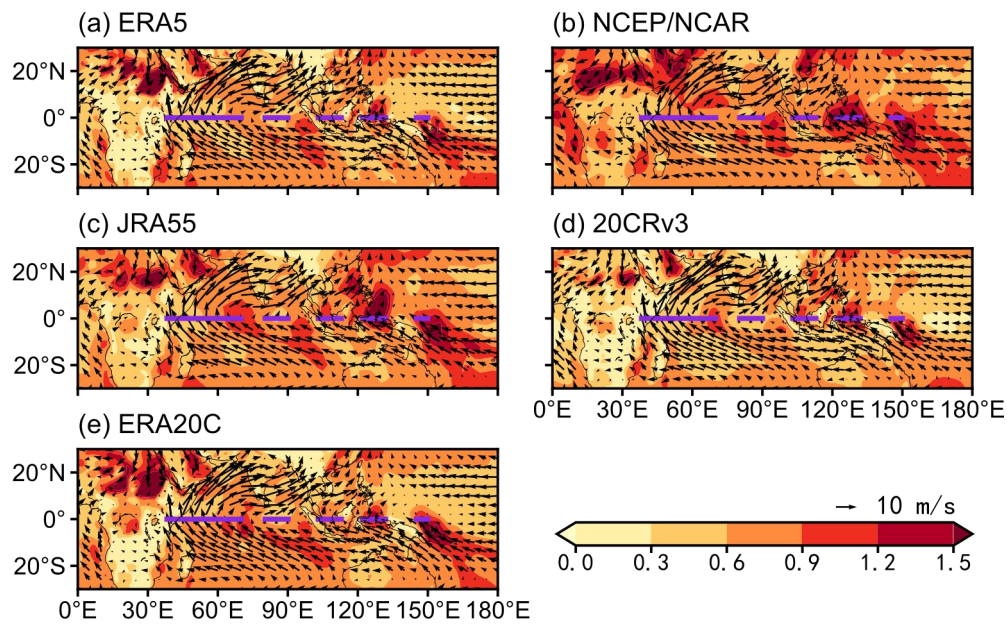 (a) ERA5
(b) NCEP/NCAR
20°N
0°
20°S
(c) JRA55
(d) 20CRv3
20°N
0°
20°S
0°E 30°E 60°E 90°E 120°E 150°E 180°E
(e) ERA20C
20°N
0°
20°S
0°E 30°E 60°E 90°E 120°E 150°E 180°E
10 m/s
0.0 0.3 0.6 0.9 1.2 1.5